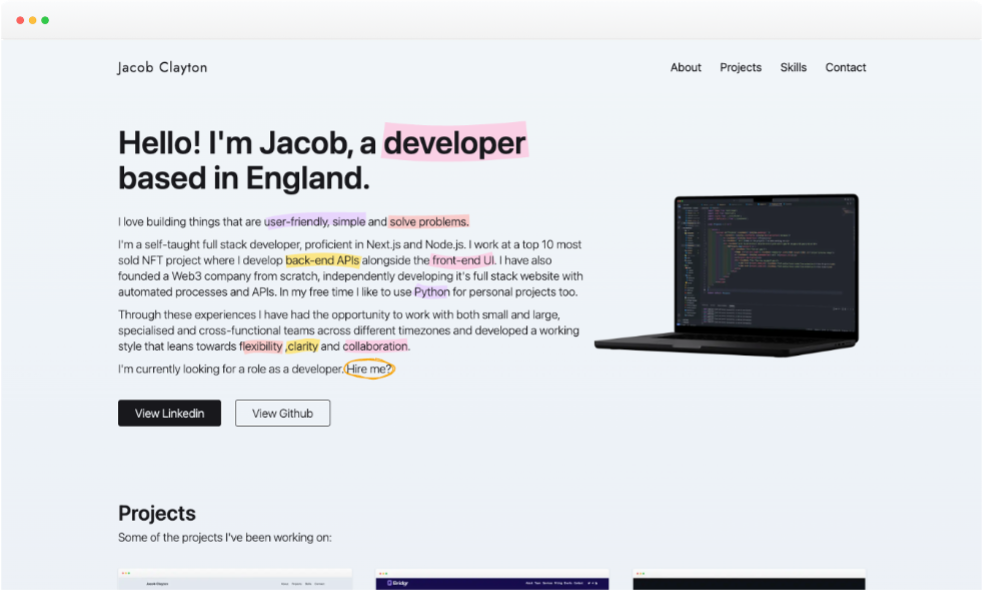 Jacob Clayton
About Projects Skills Contact
Hello! I'm Jacob, a developer
based in England.
I love building things that are user-friendly, simple and solve problems.
I'm a self-taught full stack developer, proficient in Next.js and Node.js. I work at a top 10 most
sold NFT project where I develop back-end APIs alongside the front-end UI. I have also
founded a Web3 company from scratch, independently developing it's full stack website with
automated processes and APIs. In my free time I like to use Python for personal projects too.
Through these experiences I have had the opportunity to work with both small and large,
specialised and cross-functional teams across different timezones and developed a working
style that leans towards flexibility ,clarity and collaboration.
I'm currently looking for a role as a developer. Hire me?
View Linkedin View Github
Projects
Some of the projects I've been working on:
Jacob Clayton